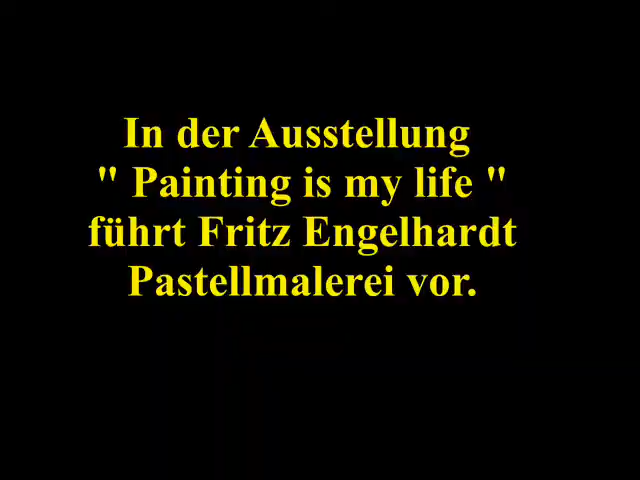 In der Ausstellung
" Painting is my life "
führt Fritz Engelhardt
Pastellmalerei vor.